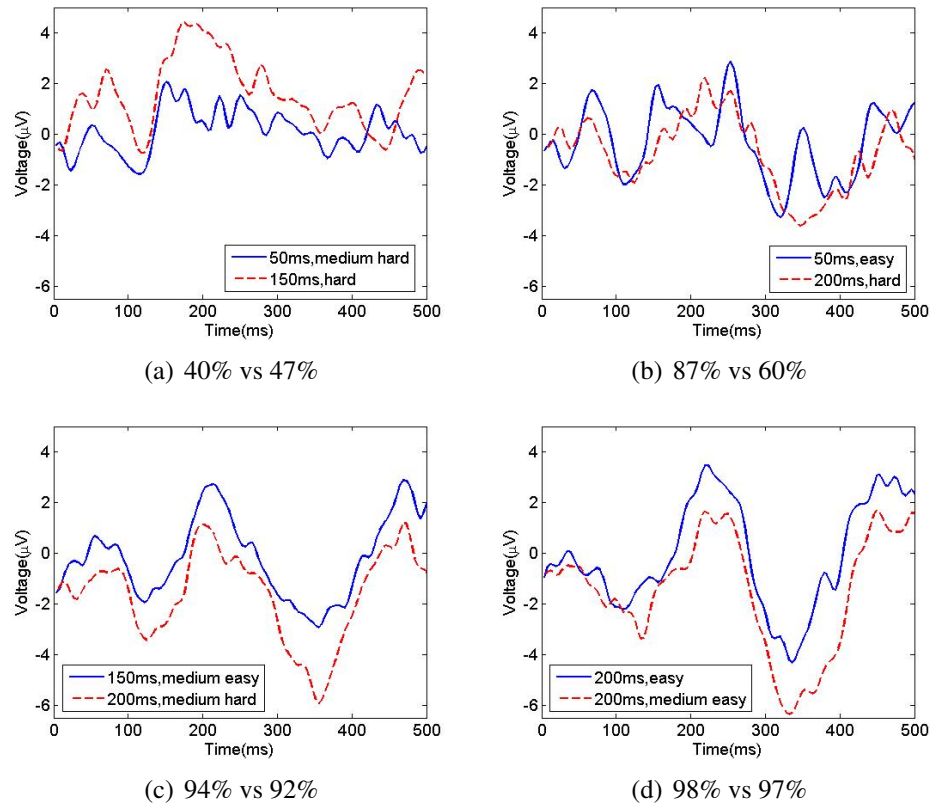 4
2
0
-2
-4
-6
Voltage(μV)
50ms,medium hard
150ms,hard
0 100 200 300 400 500
Time(ms)
(a) 40% vs 47%
4
2
0
-2
-4
-6
Voltage(μV)
50ms,easy
200ms,hard
0 100 200 300 400 500
Time(ms)
(b) 87% vs 60%
4
2
0
-2
-4
-6
Voltage(μV)
150ms,medium easy
200ms,medium hard
0 100 200 300 400 500
Time(ms)
(c) 94% vs 92%
4
2
0
-2
-4
-6
Voltage(μV)
200ms,easy
200ms,medium easy
0 100 200 300 400 500
Time(ms)
(d) 98% vs 97%